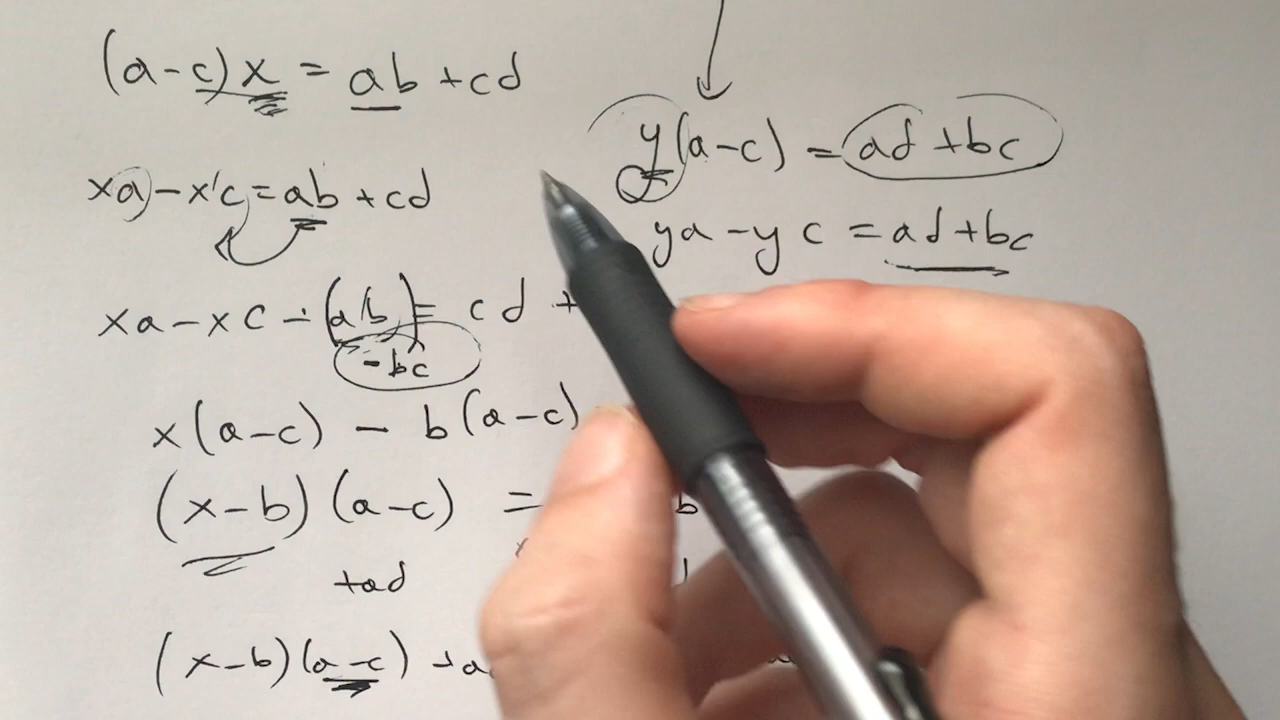 (a-c)x = ab +cd
xa-xc=ab+cd
xa-xc-(ab)= cd +
-bc
x(a-c) - b(a-c)
(x-b)(a-c) = b
+ad
(x-b)(a-c) +a
y(a-c) = ad+bc
ya-yc = ad+bc